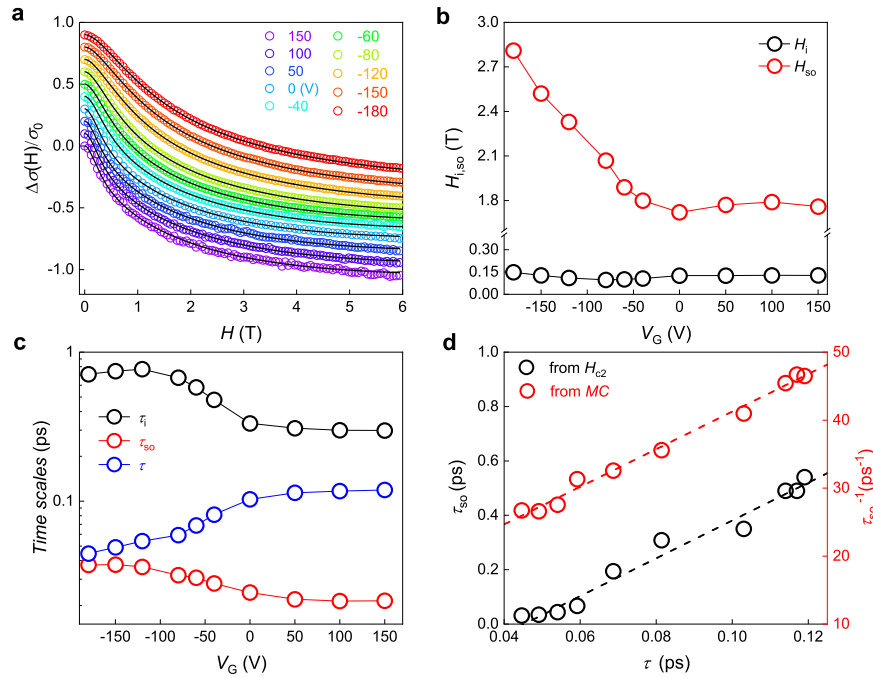 a
1.0
0.5
0.0
-0.5
-1.0
Δσ(H)/σ0
150
100
50
0 (V)
-40
-60
-80
-120
-150
-180
0 1 2 3 4 5 6
H (T)
b
2.7
2.4
2.1
1.8
0.30
0.15
0.00
Hi,so (T)
Hi
Hso
-150 -100 -50 0 50 100 150
VG (V)
c
1
0.1
Time scales (ps)
τi
τso
τ
-150 -100 -50 0 50 100 150
VG (V)
d
1.0
0.8
0.6
0.4
0.2
0.0
τso (ps)
from Hc2
from MC
50
40
30
20
10
τso-1(ps-1)
0.04 0.06 0.08 0.10 0.12
τ (ps)